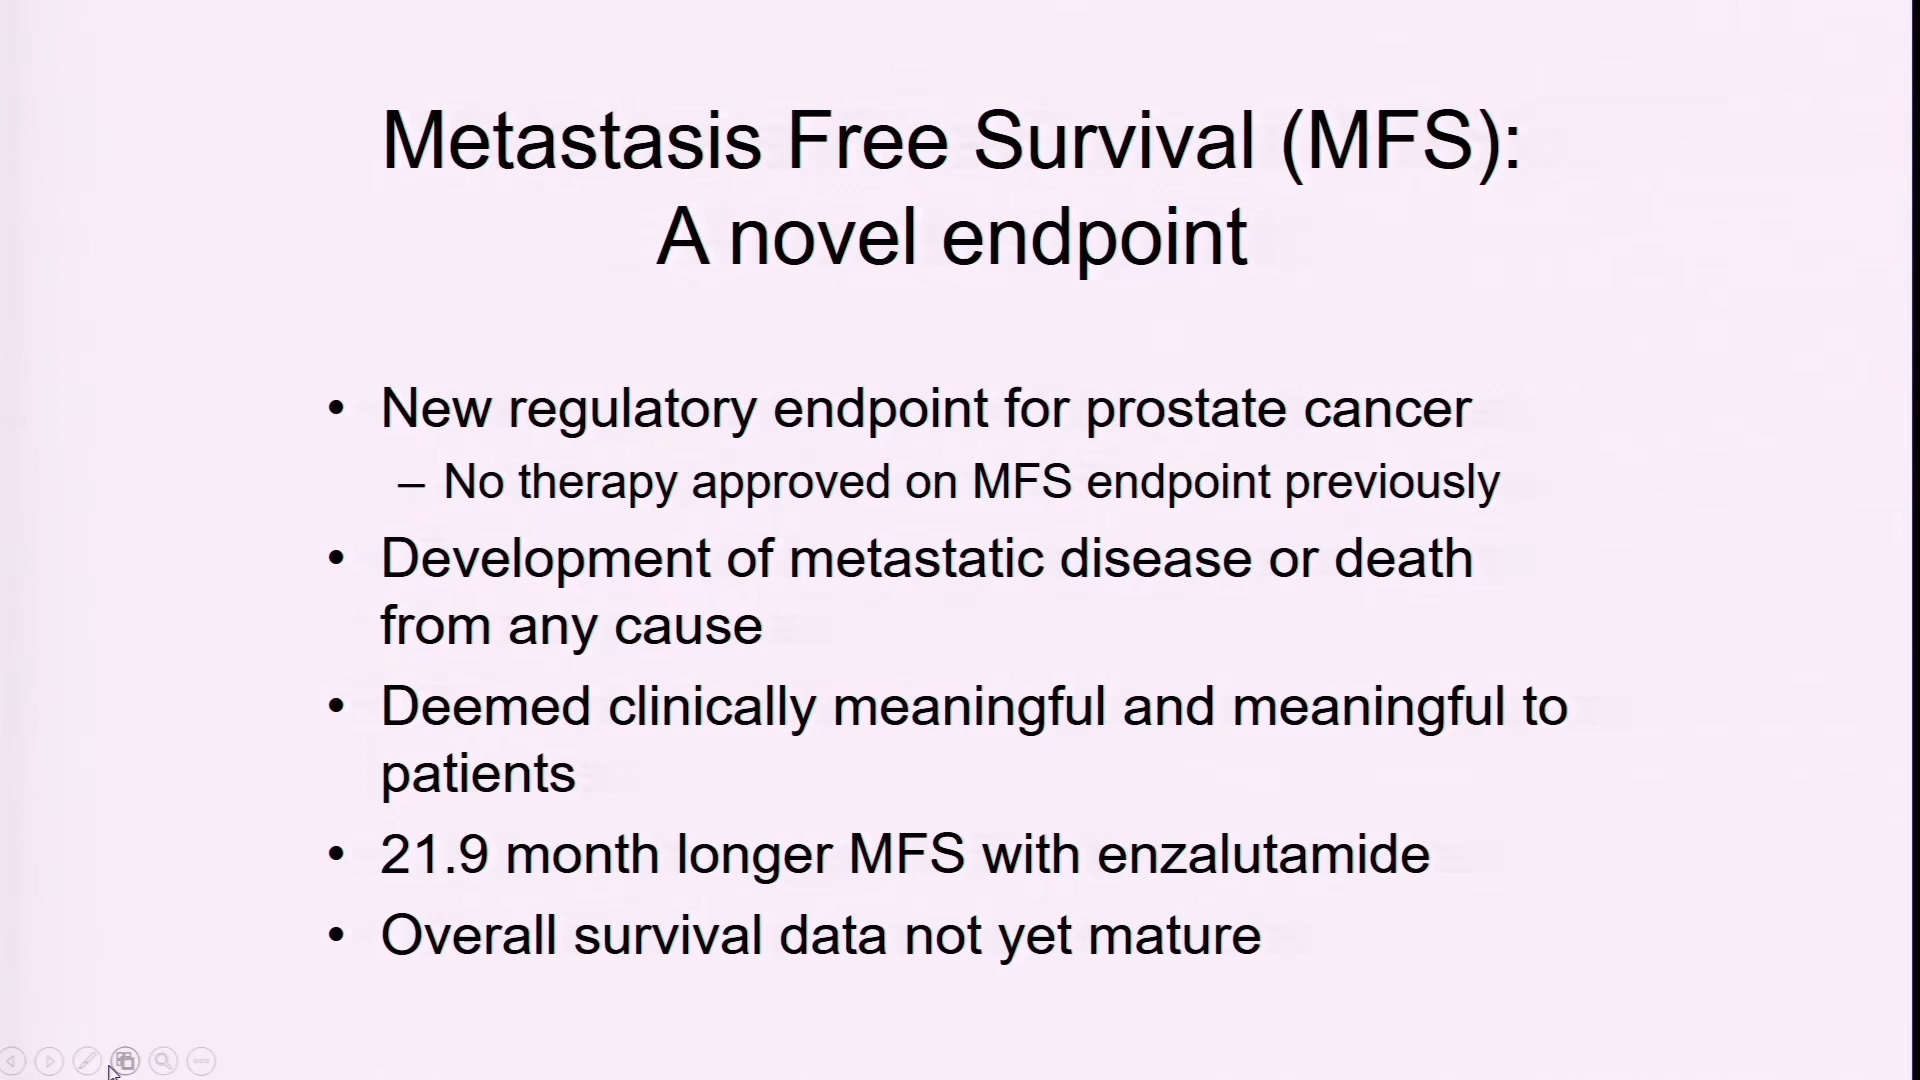 Metastasis Free Survival (MFS):
A novel endpoint
• New regulatory endpoint for prostate cancer
– No therapy approved on MFS endpoint previously
• Development of metastatic disease or death
from any cause
• Deemed clinically meaningful and meaningful to
patients
• 21.9 month longer MFS with enzalutamide
• Overall survival data not yet mature